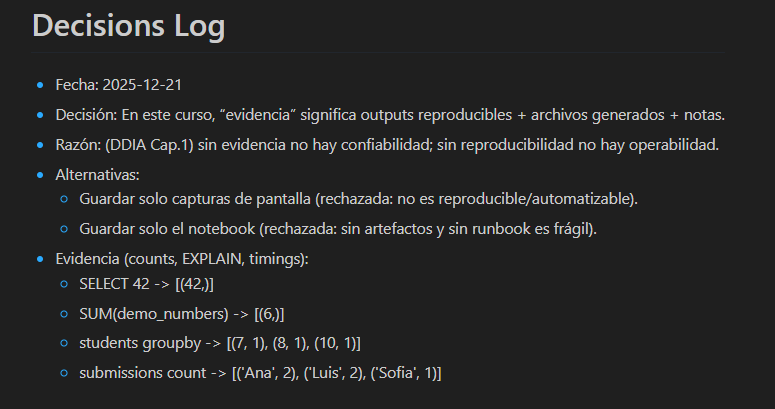 Decisions Log
Fecha: 2025-12-21
Decisión: En este curso, “evidencia” significa outputs reproducibles + archivos generados + notas.
Razón: (DDIA Cap.1) sin evidencia no hay confiabilidad; sin reproducibilidad no hay operabilidad.
Alternativas:
Guardar solo capturas de pantalla (rechazada: no es reproducible/automatizable).
Guardar solo el notebook (rechazada: sin artefactos y sin runbook es frágil).
Evidencia (counts, EXPLAIN, timings):
SELECT 42 -> [(42,)]
SUM(demo_numbers) -> [(6,)]
students groupby -> [(7, 1), (8, 1), (10, 1)]
submissions count -> [('Ana', 2), ('Luis', 2), ('Sofia', 1)]